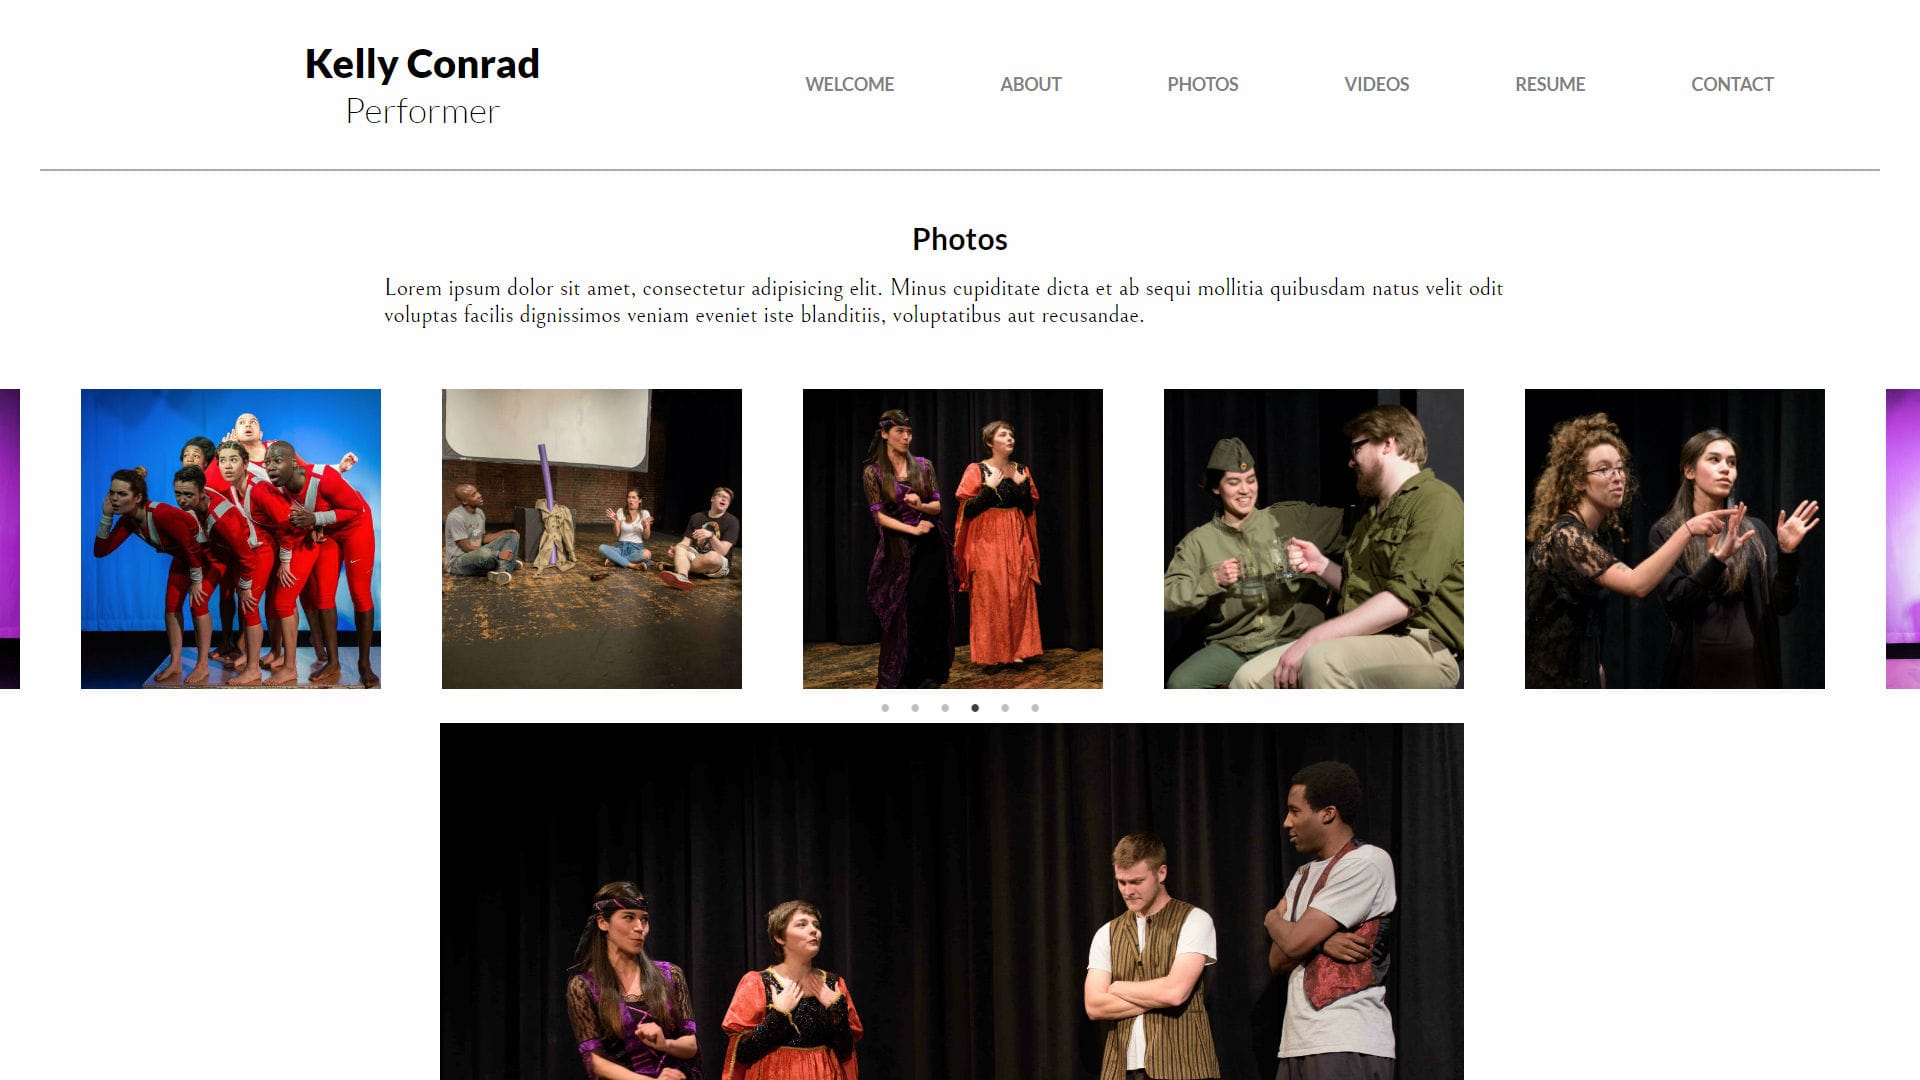 Kelly Conrad
Performer
WELCOME ABOUT PHOTOS VIDEOS RESUME CONTACT
Photos
Lorem ipsum dolor sit amet, consectetur adipisicing elit. Minus cupiditate dicta et ab sequi mollitia quibusdam natus velit odit
voluptas facilis dignissimos veniam eveniet iste blanditiis, voluptatibus aut recusandae.